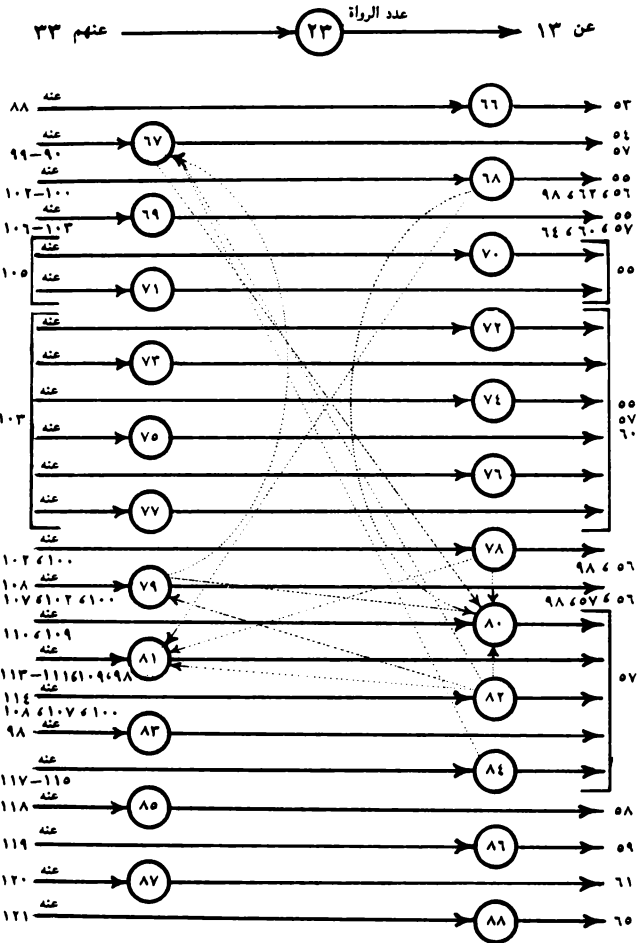 عدد الرواة
عن ١٣ ٢٣ عنهم ٣٣
٥٣ ٦٦ عنه ٨٨
٥٤ ٦٧ عنه
٥٧ ٩٩-٩٠
٥٥ ٦٨ عنه
٥٦، ٦٢، ٩٨ ١٠٢-١٠٠
٥٥ ٦٩ عنه
٥٧، ٦٠، ٦٤ ١٠٦-١٠٣
٧٠ عنه
٥٥ ١٠٥
٧١ عنه
٧٢ عنه
٧٣ عنه
٧٤ عنه
٥٥
٥٧ ١٠٣
٦٠ ٧٥ عنه
٧٦ عنه
٧٧ عنه
٧٨ عنه
٥٦، ٩٨ ١٠٠، ١٠٢
٧٩ عنه ١٠٨
٥٦، ٥٧، ٩٨ ١٠٠، ١٠٢، ١٠٧
٨٠ عنه
١٠٩، ١١٠
٨١ عنه
٥٧ ٩٨، ١٠٩، ١١٦-١١٣
٨٢ عنه ١١٤
١٠٠، ١٠٧، ١٠٨
٨٣ عنه ٩٨
٨٤ عنه
١١٧-١١٥
٥٨ ٨٥ عنه ١١٨
٥٩ ٨٦ عنه ١١٩
٦١ ٨٧ عنه ١٢٠
٦٥ ٨٨ عنه ١٢١